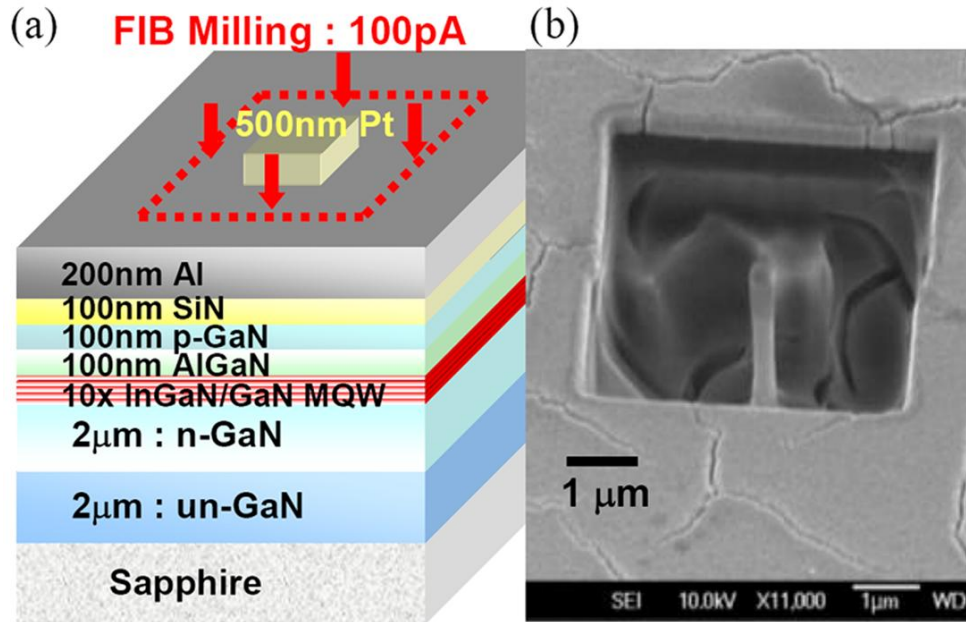 (a)
FIB Milling : 100pA
500nm Pt
200nm Al
100nm SiN
100nm p-GaN
100nm AlGaN
10x InGaN/GaN MQW
2μm : n-GaN
2μm : un-GaN
Sapphire
(b)
1 μm
SEI 10.0kV X11,000 1μm WD